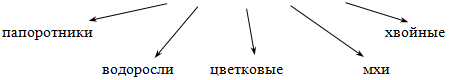 папоротники хвойные
водоросли цветковые мхи